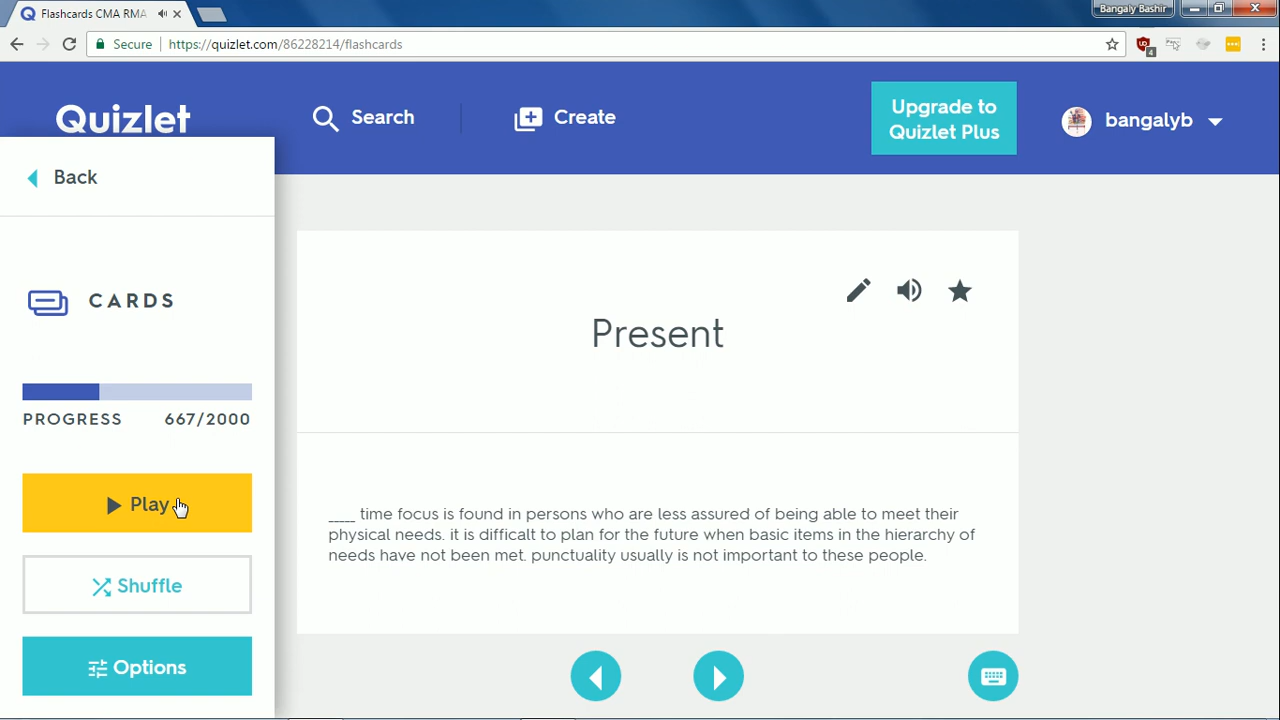 Flashcards CMA RMA
Bangaly Bashir
Secure
https://quizlet.com/86228214/flashcards
4
Quizlet
Search
Create
Upgrade to
Quizlet Plus
bangalyb
Back
CARDS
PROGRESS 667/2000
Play
Shuffle
Options
Present
_____ time focus is found in persons who are less assured of being able to meet their
physical needs. it is difficult to plan for the future when basic items in the hierarchy of
needs have not been met. punctuality usually is not important to these people.